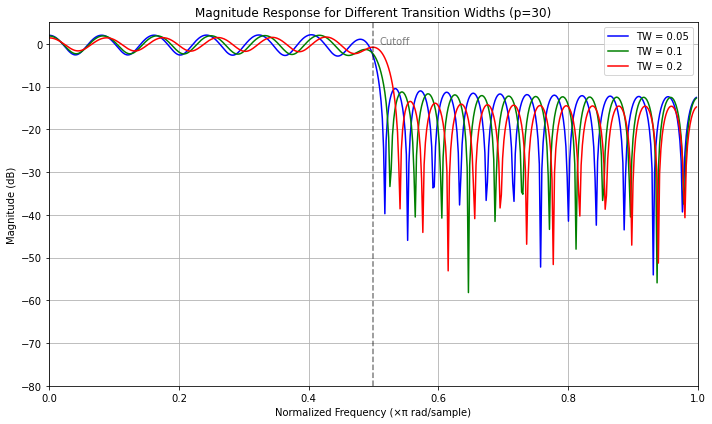 Magnitude Response for Different Transition Widths (p=30)
TW = 0.05
TW = 0.1
TW = 0.2
Cutoff
0
−10
−20
−30
−40
−50
−60
−70
−80
Magnitude (dB)
0.0 0.2 0.4 0.6 0.8 1.0
Normalized Frequency (×π rad/sample)